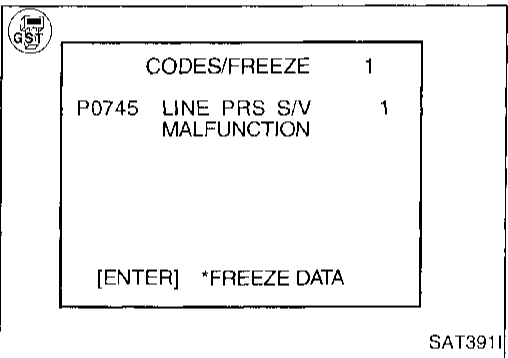 GST
CODES/FREEZE 1
P0745 LINE PRS S/V 1
MALFUNCTION
[ENTER] *FREEZE DATA
SAT391I